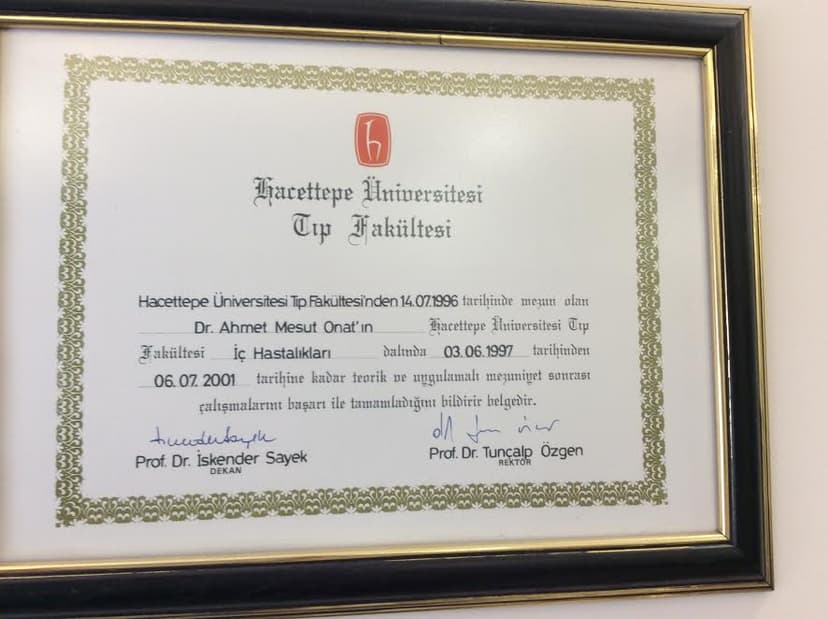 Hacettepe Üniversitesi
Tıp Fakültesi
Hacettepe Üniversitesi Tıp Fakültesi'nden 14.07.1996 tarihinde mezun olan
Dr. Ahmet Mesut Onat'ın Hacettepe Üniversitesi Tıp
Fakültesi İç Hastalıkları dalında 03.06.1997 tarihinden
06.07.2001 tarihine kadar teorik ve uygulamalı mezuniyet sonrası
çalışmalarını başarı ile tamamladığını bildirir belgedir.
Prof. Dr. İskender Sayek Prof. Dr. Tunçalp Özgen
DEKAN REKTÖR